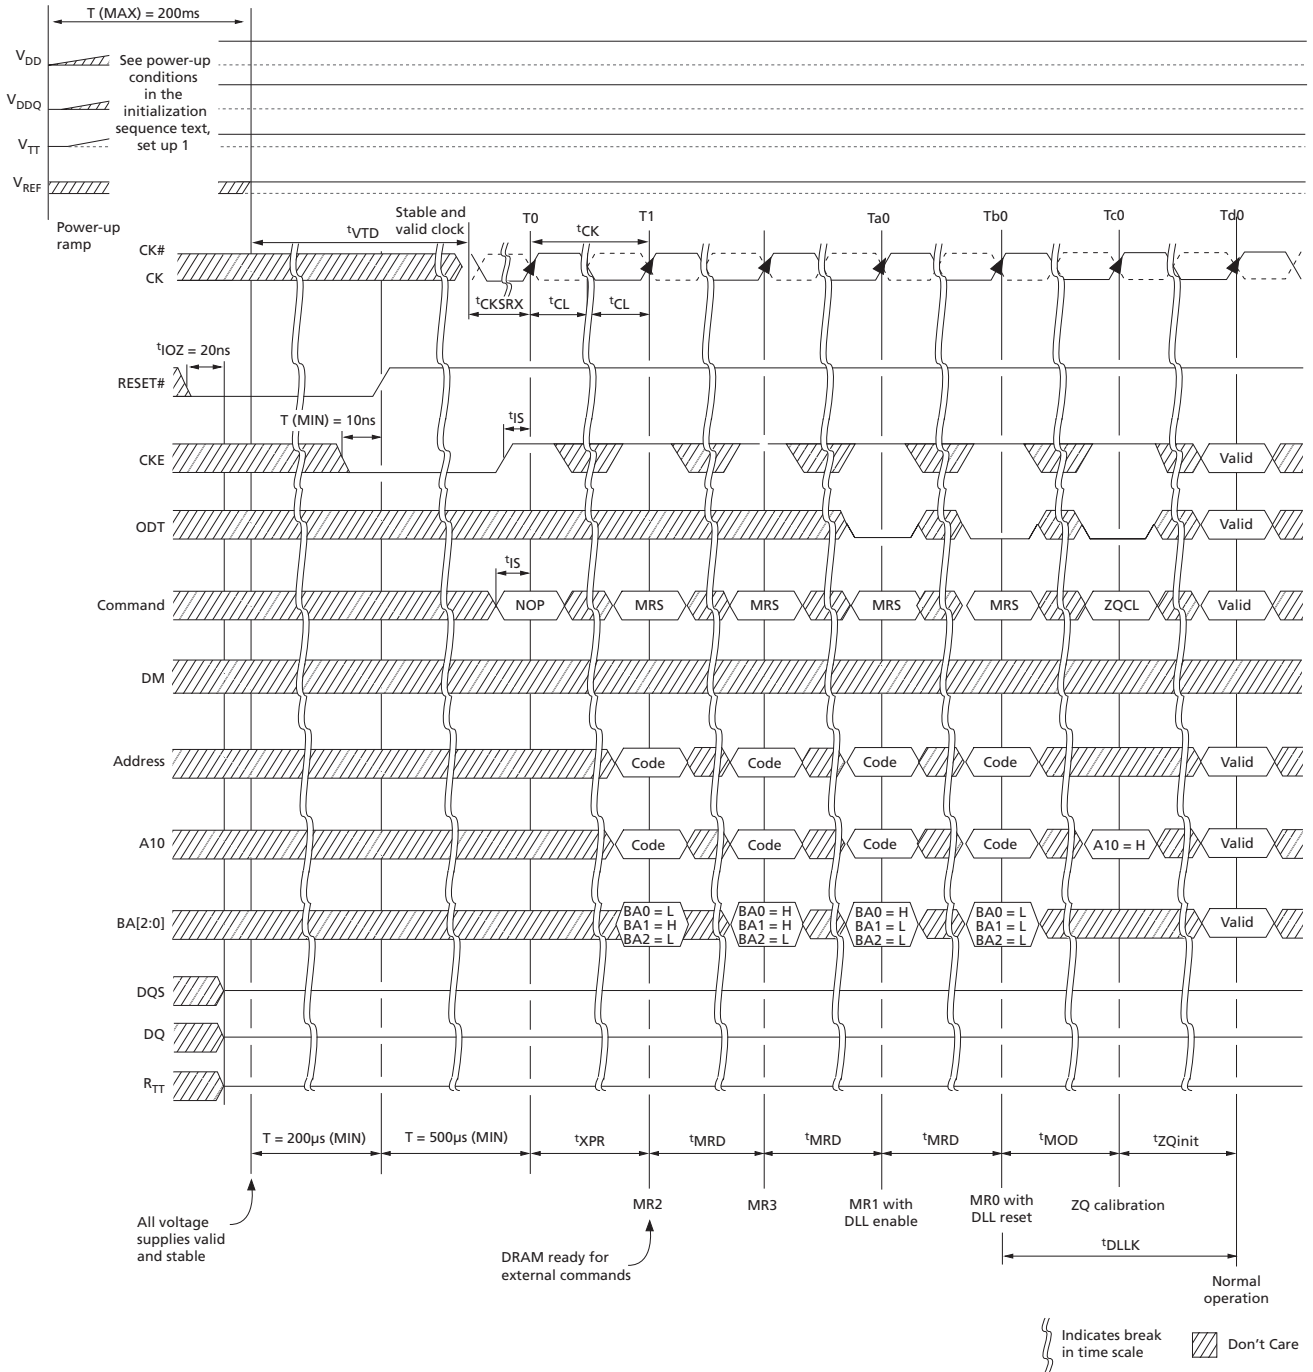 T (MAX) = 200ms
VDD
VDDQ
VTT
VREF
See power-up
conditions
in the
initialization
sequence text,
set up 1
Power-up
ramp
tVTD
Stable and
valid clock
T0
T1
Ta0
Tb0
Tc0
Td0
tCK
CK#
CK
tCKSRX
tCL
tCL
tIOZ = 20ns
RESET#
T (MIN) = 10ns
tIS
CKE
Valid
ODT
Valid
tIS
Command
NOP
MRS
MRS
MRS
MRS
ZQCL
Valid
DM
Address
Code
Code
Code
Code
Valid
A10
Code
Code
Code
Code
A10 = H
Valid
BA[2:0]
BA0 = L
BA1 = H
BA2 = L
BA0 = H
BA1 = H
BA2 = L
BA0 = H
BA1 = L
BA2 = L
BA0 = L
BA1 = L
BA2 = L
Valid
DQS
DQ
RTT
T = 200µs (MIN)
T = 500µs (MIN)
tXPR
tMRD
tMRD
tMRD
tMOD
tZQinit
MR2
MR3
MR1 with
DLL enable
MR0 with
DLL reset
ZQ calibration
All voltage
supplies valid
and stable
DRAM ready for
external commands
tDLLK
Normal
operation
Indicates break
in time scale
Don't Care